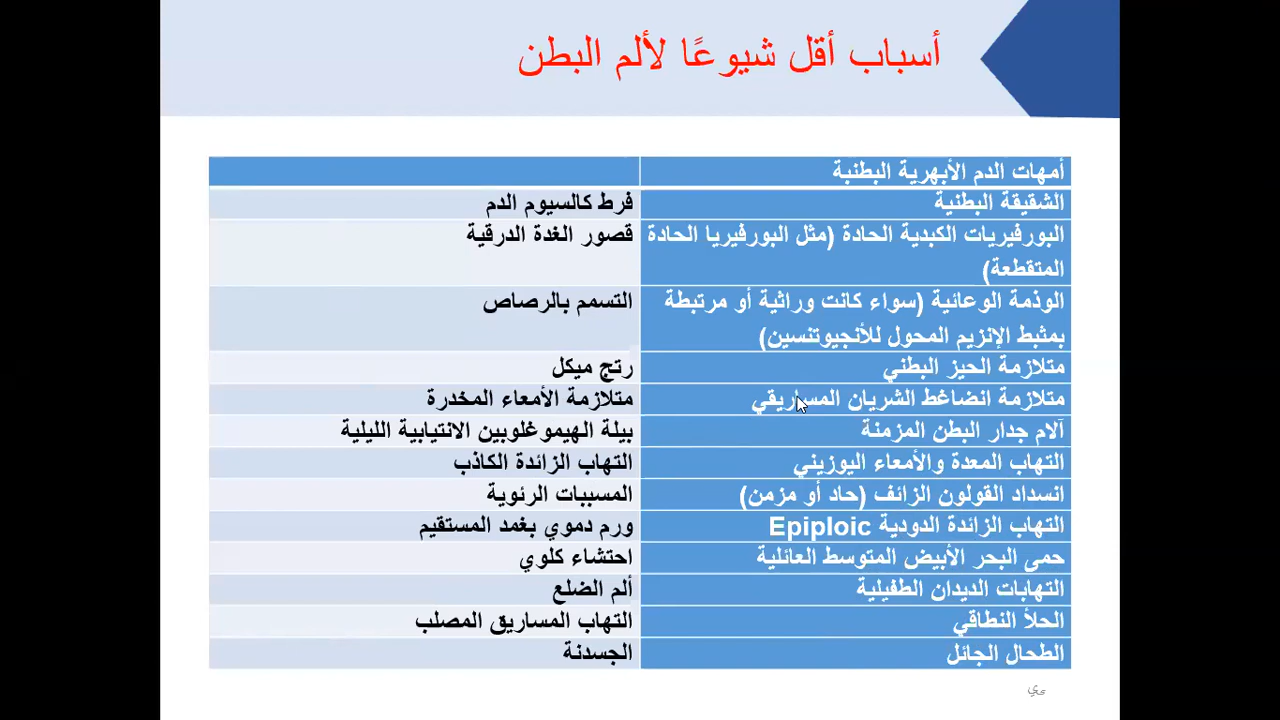 أسباب أقل شيوعًا لألم البطن
أمهات الدم الأبهرية البطنبة
الشقيقة البطنية
فرط كالسيوم الدم
البورفيريات الكبدية الحادة (مثل البورفيريا الحادة
المتقطعة)
قصور الغدة الدرقية
الوذمة الوعائية (سواء كانت وراثية أو مرتبطة
بمثبط الإنزيم المحول للأنجيوتنسين)
التسمم بالرصاص
متلازمة الحيز البطني
رتج ميكل
متلازمة انضاغط الشريان المساريقي
متلازمة الأمعاء المخدرة
آلام جدار البطن المزمنة
بيلة الهيموغلوبين الانتيابية الليلية
التهاب المعدة والأمعاء اليوزيني
التهاب الزائدة الكاذب
انسداد القولون الزائف (حاد أو مزمن)
المسببات الرئوية
التهاب الزائدة الدودية Epiploic
ورم دموي بغمد المستقيم
حمى البحر الأبيض المتوسط العائلية
احتشاء كلوي
التهابات الديدان الطفيلية
ألم الضلع
الحلأ النطاقي
التهاب المساريق المصلب
الطحال الجائل
الجسدنة